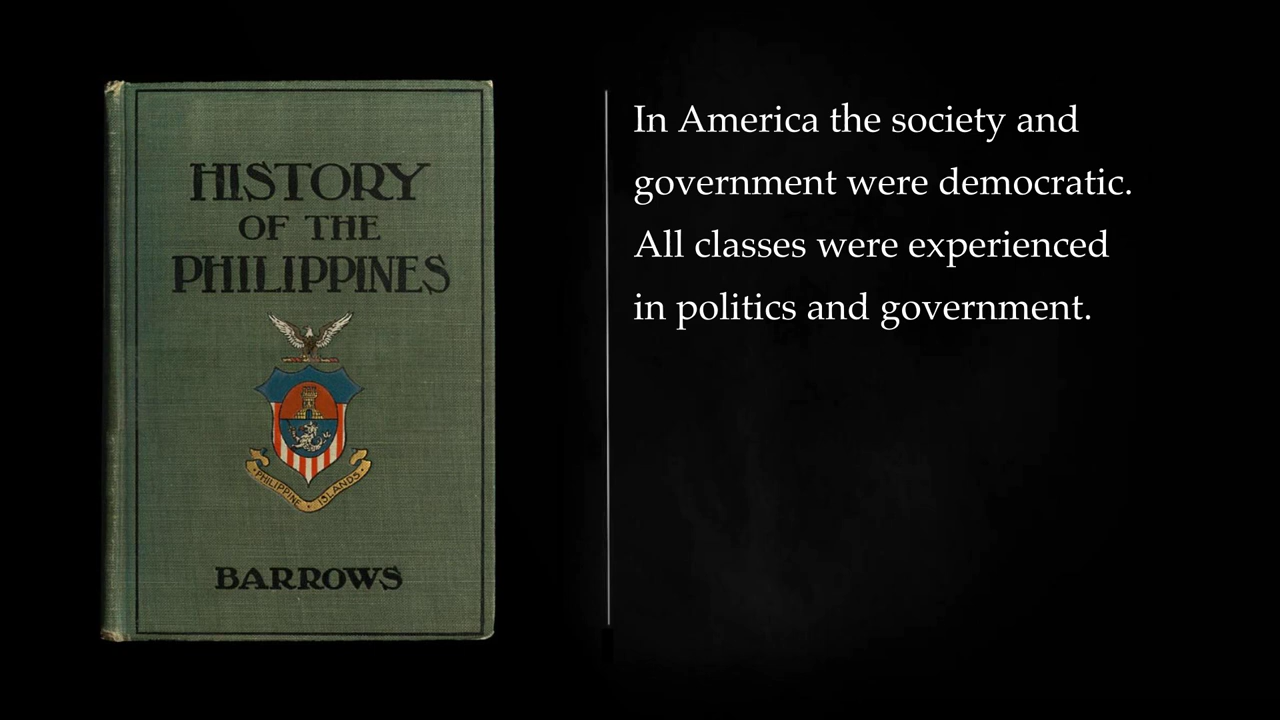 HISTORY
OF THE
PHILIPPINES
PHILIPPINE ISLANDS
BARROWS
In America the society and
government were democratic.
All classes were experienced
in politics and government.